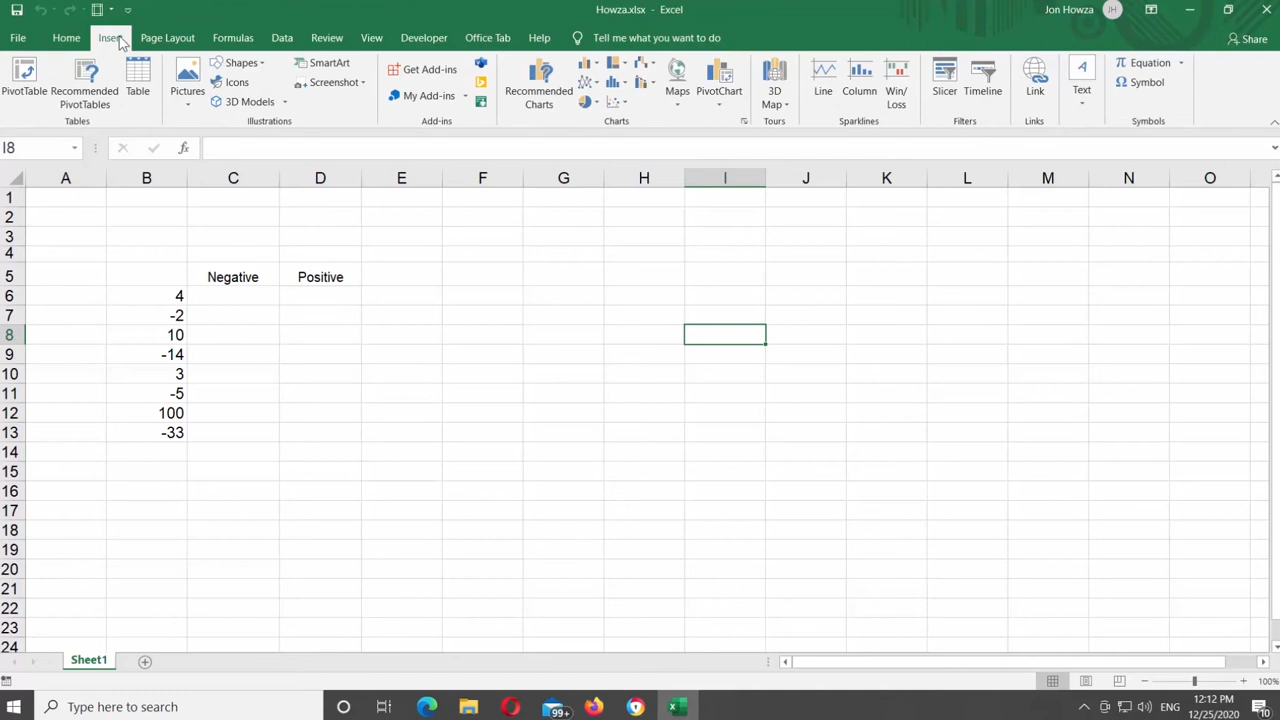 Howza.xlsx - Excel
Jon Howza JH
File Home Insert Page Layout Formulas Data Review View Developer Office Tab Help Tell me what you want to do Share
PivotTable
Recommended
PivotTables
Table
Tables
Pictures
Shapes
Icons
3D Models
SmartArt
Screenshot
Illustrations
Get Add-ins
My Add-ins
Add-ins
Recommended
Charts
Maps
PivotChart
Charts
3D
Map
Tours
Line
Column
Win/
Loss
Sparklines
Slicer
Timeline
Filters
Link
Links
A
Text
π Equation
Ω Symbol
Symbols
I8 fx
A B C D E F G H I J K L M N O
1
2
3
4
5 Negative Positive
6 4
7 -2
8 10
9 -14
10 3
11 -5
12 100
13 -33
14
15
16
17
18
19
20
21
22
23
24
Sheet1
100%
Type here to search
99+
ENG
12:12 PM
12/25/2020
10